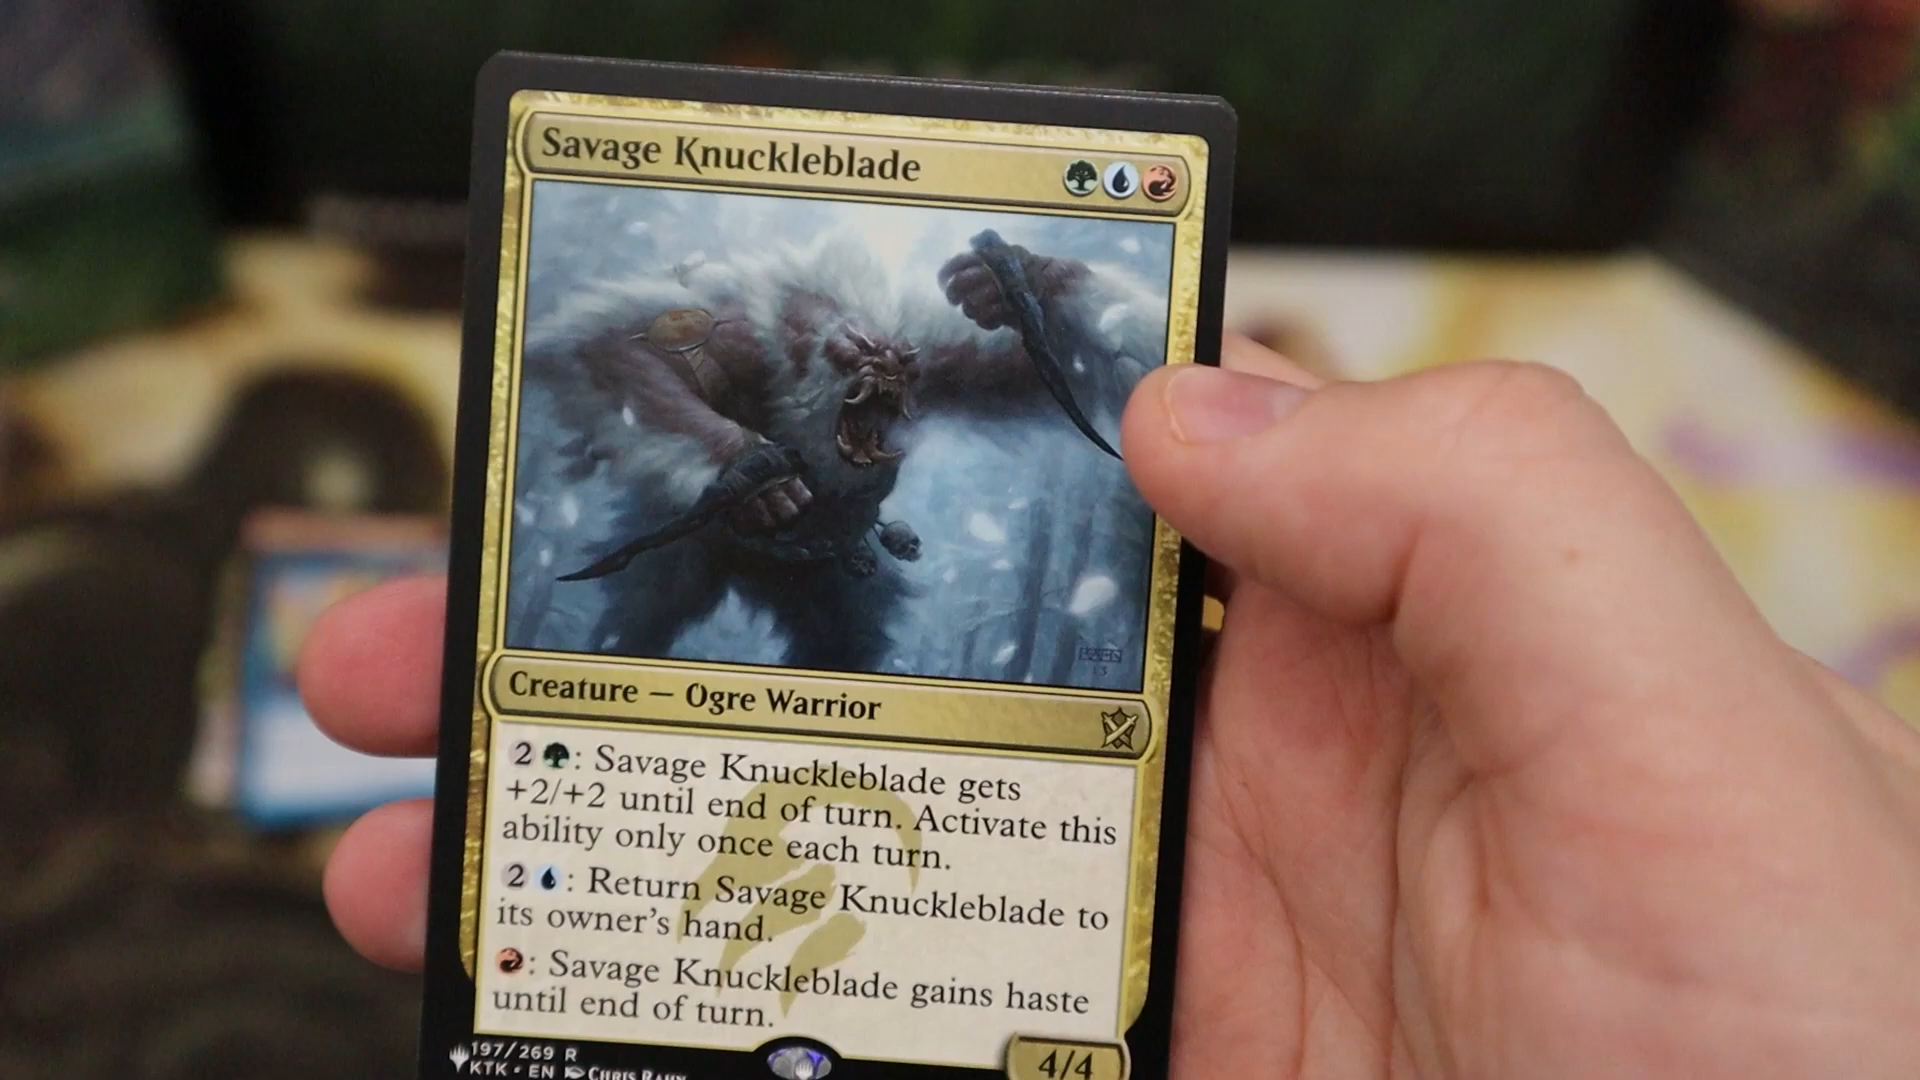 Savage Knuckleblade
Creature — Ogre Warrior
2 : Savage Knuckleblade gets
+2/+2 until end of turn. Activate this
ability only once each turn.
2 : Return Savage Knuckleblade to
its owner's hand.
: Savage Knuckleblade gains haste
until end of turn.
197/269 R
KTK • EN Chris Rahn
4/4